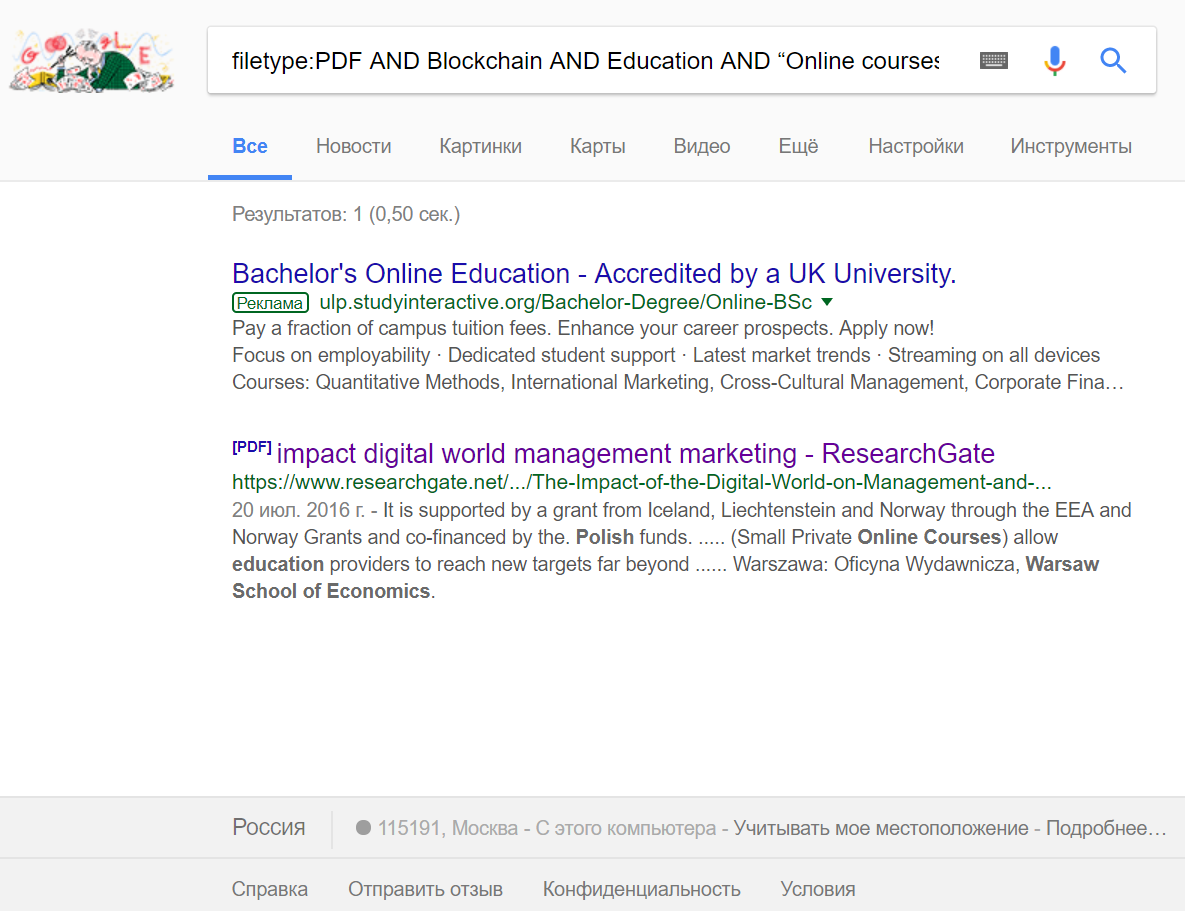 filetype:PDF AND Blockchain AND Education AND “Online courses
Все Новости Картинки Карты Видео Ещё Настройки Инструменты
Результатов: 1 (0,50 сек.)
Bachelor's Online Education - Accredited by a UK University.
Реклама ulp.studyinteractive.org/Bachelor-Degree/Online-BSc
Pay a fraction of campus tuition fees. Enhance your career prospects. Apply now!
Focus on employability · Dedicated student support · Latest market trends · Streaming on all devices
Courses: Quantitative Methods, International Marketing, Cross-Cultural Management, Corporate Fina…
[PDF] impact digital world management marketing - ResearchGate
https://www.researchgate.net/.../The-Impact-of-the-Digital-World-on-Management-and-...
20 июл. 2016 г. - It is supported by a grant from Iceland, Liechtenstein and Norway through the EEA and
Norway Grants and co-financed by the. Polish funds. ..... (Small Private Online Courses) allow
education providers to reach new targets far beyond ...... Warszawa: Oficyna Wydawnicza, Warsaw
School of Economics.
Россия 115191, Москва - С этого компьютера - Учитывать мое местоположение - Подробнее…
Справка Отправить отзыв Конфиденциальность Условия